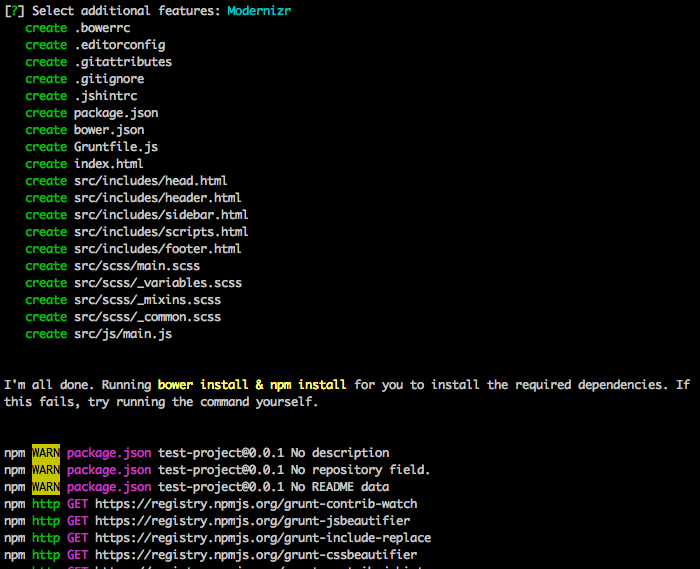 [?] Select additional features: Modernizr
create .bowerrc
create .editorconfig
create .gitattributes
create .gitignore
create .jshintrc
create package.json
create bower.json
create Gruntfile.js
create index.html
create src/includes/head.html
create src/includes/header.html
create src/includes/sidebar.html
create src/includes/scripts.html
create src/includes/footer.html
create src/scss/main.scss
create src/scss/_variables.scss
create src/scss/_mixins.scss
create src/scss/_common.scss
create src/js/main.js
I'm all done. Running bower install & npm install for you to install the required dependencies. If
this fails, try running the command yourself.
npm WARN package.json test-project@0.0.1 No description
npm WARN package.json test-project@0.0.1 No repository field.
npm WARN package.json test-project@0.0.1 No README data
npm http GET https://registry.npmjs.org/grunt-contrib-watch
npm http GET https://registry.npmjs.org/grunt-jsbeautifier
npm http GET https://registry.npmjs.org/grunt-include-replace
npm http GET https://registry.npmjs.org/grunt-cssbeautifier